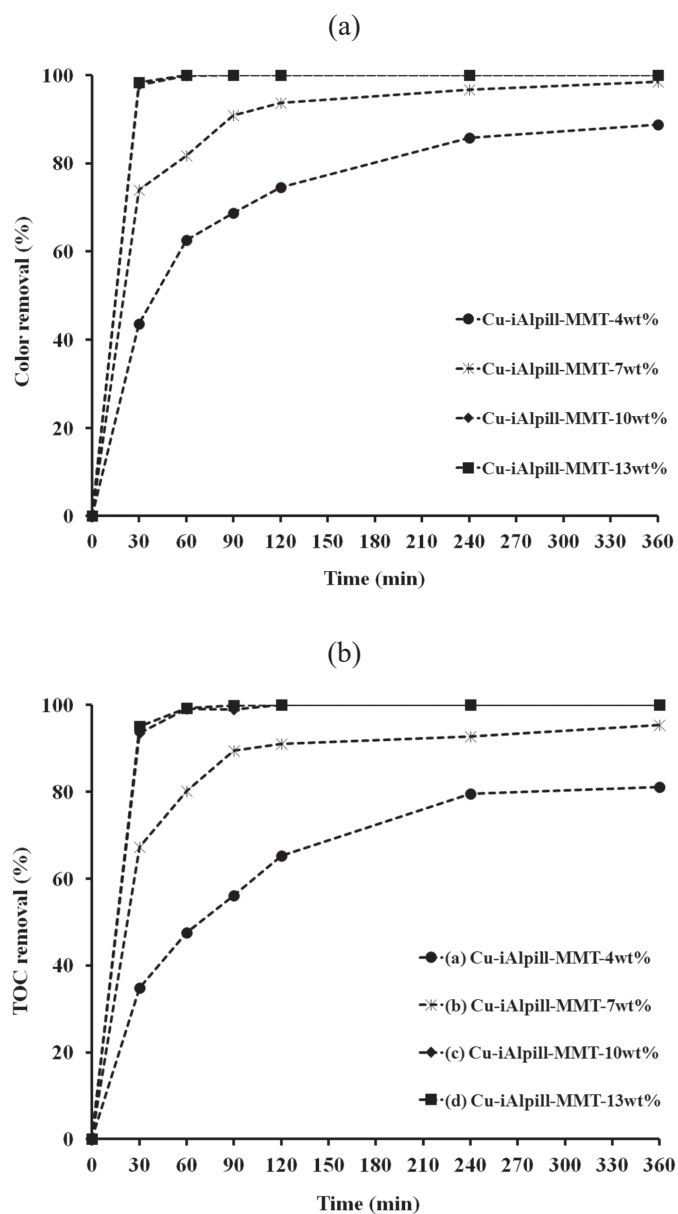 (a)
100
80
60
40
20
0
Color removal (%)
Cu-iAlpill-MMT-4wt%
Cu-iAlpill-MMT-7wt%
Cu-iAlpill-MMT-10wt%
Cu-iAlpill-MMT-13wt%
0 30 60 90 120 150 180 210 240 270 300 330 360
Time (min)
(b)
100
80
60
40
20
0
TOC removal (%)
(a) Cu-iAlpill-MMT-4wt%
(b) Cu-iAlpill-MMT-7wt%
(c) Cu-iAlpill-MMT-10wt%
(d) Cu-iAlpill-MMT-13wt%
0 30 60 90 120 150 180 210 240 270 300 330 360
Time (min)